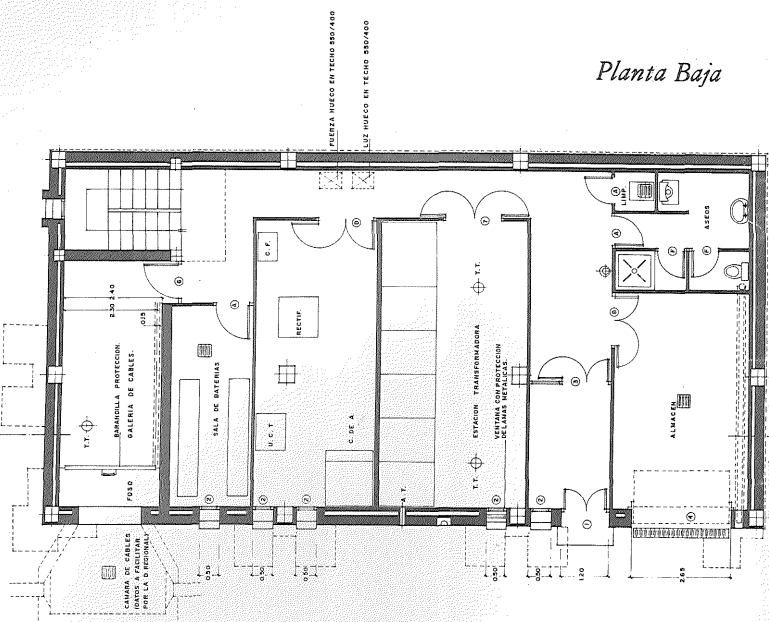 Planta Baja
FUERZA HUECO EN TECHO 550/400
LUZ HUECO EN TECHO 550/400
LIMP.
ASEOS
C.F.
RECTIF.
U.C.T
C. DE A.
2.30 2.40
.015
BARANDILLA PROTECCION.
GALERIA DE CABLES.
T.T.
FOSO
SALA DE BATERIAS
ESTACION TRANSFORMADORA
VENTANA CON PROTECCION
DE LAMAS METALICAS.
T.T.
T.T.
A.T.
ALMACEN
CAMARA DE CABLES
(DATOS A FACILITAR
POR LA D. REGIONAL)
0.50
0.50
0.50
0.50
0.50
1.20
2.65